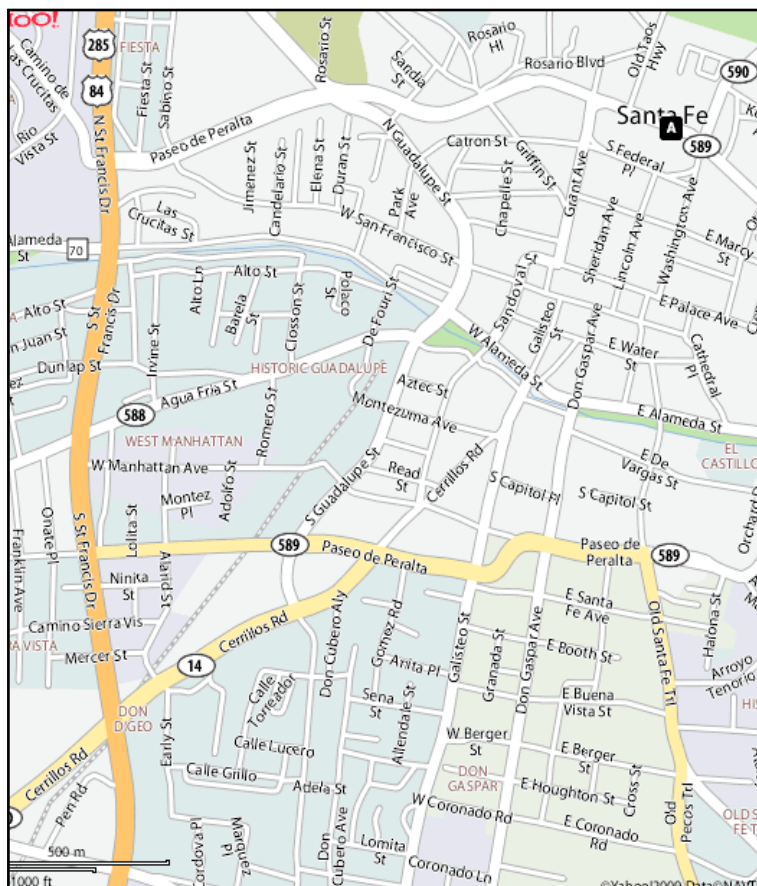 OO!
285
FIESTA
Camino de
Las Crucitas
Fiesta St
Sabino St
Rosario St
Sandia
St
Rosario
Hl
Rosario Blvd
Old Taos
Hwy
590
84
N St Francis Dr
Rio
Vista St
Paseo de Peralta
N Guadalupe St
Catron St
Griffin St
Grant Ave
Santa Fe
A
589
S Federal
Pl
Jimenez St
Candelario St
Elena St
Duran St
Park
Ave
Chapelle St
Sheridan Ave
Lincoln Ave
Washington Ave
Las
Crucitas St
W San Francisco St
E Marcy
St
Alameda
St
70
Alto St
Alto Ln
Barela
St
Closson St
Polaco
St
De Fouri St
Sandoval St
Galisteo
St
Don Gaspar Ave
E Palace Ave
Alto St
S St
Francis Dr
n Juan St
Dunlap St
Irvine St
HISTORIC GUADALUPE
W Alameda St
E Water
St
Cathedral
Pl
588
Agua Fria St
Aztec St
Montezuma Ave
E Alameda St
WEST MANHATTAN
Romero St
EL
CASTILLO
W Manhattan Ave
Adolfo St
Montez
Pl
S Guadalupe St
Read
St
Cerrillos Rd
S Capitol Pl
S Capitol St
E De
Vargas St
Orchard
Onate Pl
Franklin Ave
S St Francis Dr
Lolita St
Alarid St
589
Paseo de Peralta
Paseo de
Peralta
589
Ninita
St
Camino Sierra Vis
RA VISTA
Mercer St
Cerrillos Rd
14
Don Cubero Aly
Gomez Rd
Galisteo St
Granada St
Don Gaspar Ave
E Santa
Fe Ave
E Booth St
Old Santa Fe Trl
Halona St
Arroyo
Tenorio
Anita Pl
Calle
Torreador
Sena
St
Allendale St
E Buena
Vista St
DON
DIGEO
Early St
Calle Lucero
W Berger
St
E Berger
St
Calle Grillo
DON
GASPAR
E Houghton St
Cross St
Cerrillos Rd
Pen Rd
Adela St
W Coronado Rd
E Coronado
Rd
Old
Pecos Trl
OLD S
FE T
Cordova Pl
Marquez
Pl
Don
Cubero Ave
Lomita
St
Coronado Ln
500 m
1000 ft